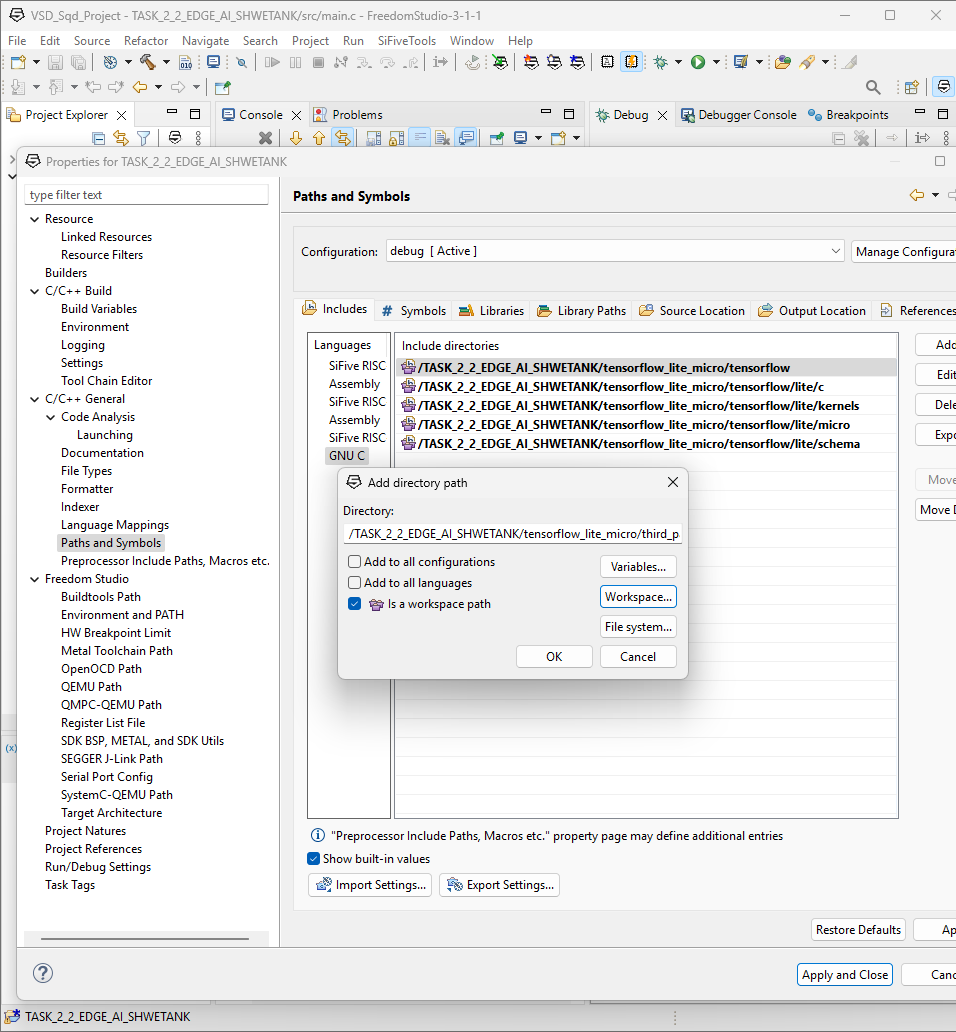 VSD_Sqd_Project - TASK_2_2_EDGE_AI_SHWETANK/src/main.c - FreedomStudio-3-1-1
File Edit Source Refactor Navigate Search Project Run SiFiveTools Window Help
Project Explorer
Console
Problems
Debug
Debugger Console
Breakpoints
Properties for TASK_2_2_EDGE_AI_SHWETANK
type filter text
Resource
Linked Resources
Resource Filters
Builders
C/C++ Build
Build Variables
Environment
Logging
Settings
Tool Chain Editor
C/C++ General
Code Analysis
Launching
Documentation
File Types
Formatter
Indexer
Language Mappings
Paths and Symbols
Preprocessor Include Paths, Macros etc.
Freedom Studio
Buildtools Path
Environment and PATH
HW Breakpoint Limit
Metal Toolchain Path
OpenOCD Path
QEMU Path
QMPC-QEMU Path
Register List File
SDK BSP, METAL, and SDK Utils
SEGGER J-Link Path
Serial Port Config
SystemC-QEMU Path
Target Architecture
Project Natures
Project References
Run/Debug Settings
Task Tags
Paths and Symbols
Configuration:
debug [ Active ]
Manage Configurat
Includes
Symbols
Libraries
Library Paths
Source Location
Output Location
References
Languages
SiFive RISC
Assembly
SiFive RISC
Assembly
SiFive RISC
GNU C
Include directories
/TASK_2_2_EDGE_AI_SHWETANK/tensorflow_lite_micro/tensorflow
/TASK_2_2_EDGE_AI_SHWETANK/tensorflow_lite_micro/tensorflow/lite/c
/TASK_2_2_EDGE_AI_SHWETANK/tensorflow_lite_micro/tensorflow/lite/kernels
/TASK_2_2_EDGE_AI_SHWETANK/tensorflow_lite_micro/tensorflow/lite/micro
/TASK_2_2_EDGE_AI_SHWETANK/tensorflow_lite_micro/tensorflow/lite/schema
Add
Edit
Dele
Expo
Move
Move D
Add directory path
Directory:
/TASK_2_2_EDGE_AI_SHWETANK/tensorflow_lite_micro/third_p
Add to all configurations
Add to all languages
Is a workspace path
Variables...
Workspace...
File system...
OK
Cancel
"Preprocessor Include Paths, Macros etc." property page may define additional entries
Show built-in values
Import Settings...
Export Settings...
Restore Defaults
Ap
Apply and Close
Canc
TASK_2_2_EDGE_AI_SHWETANK